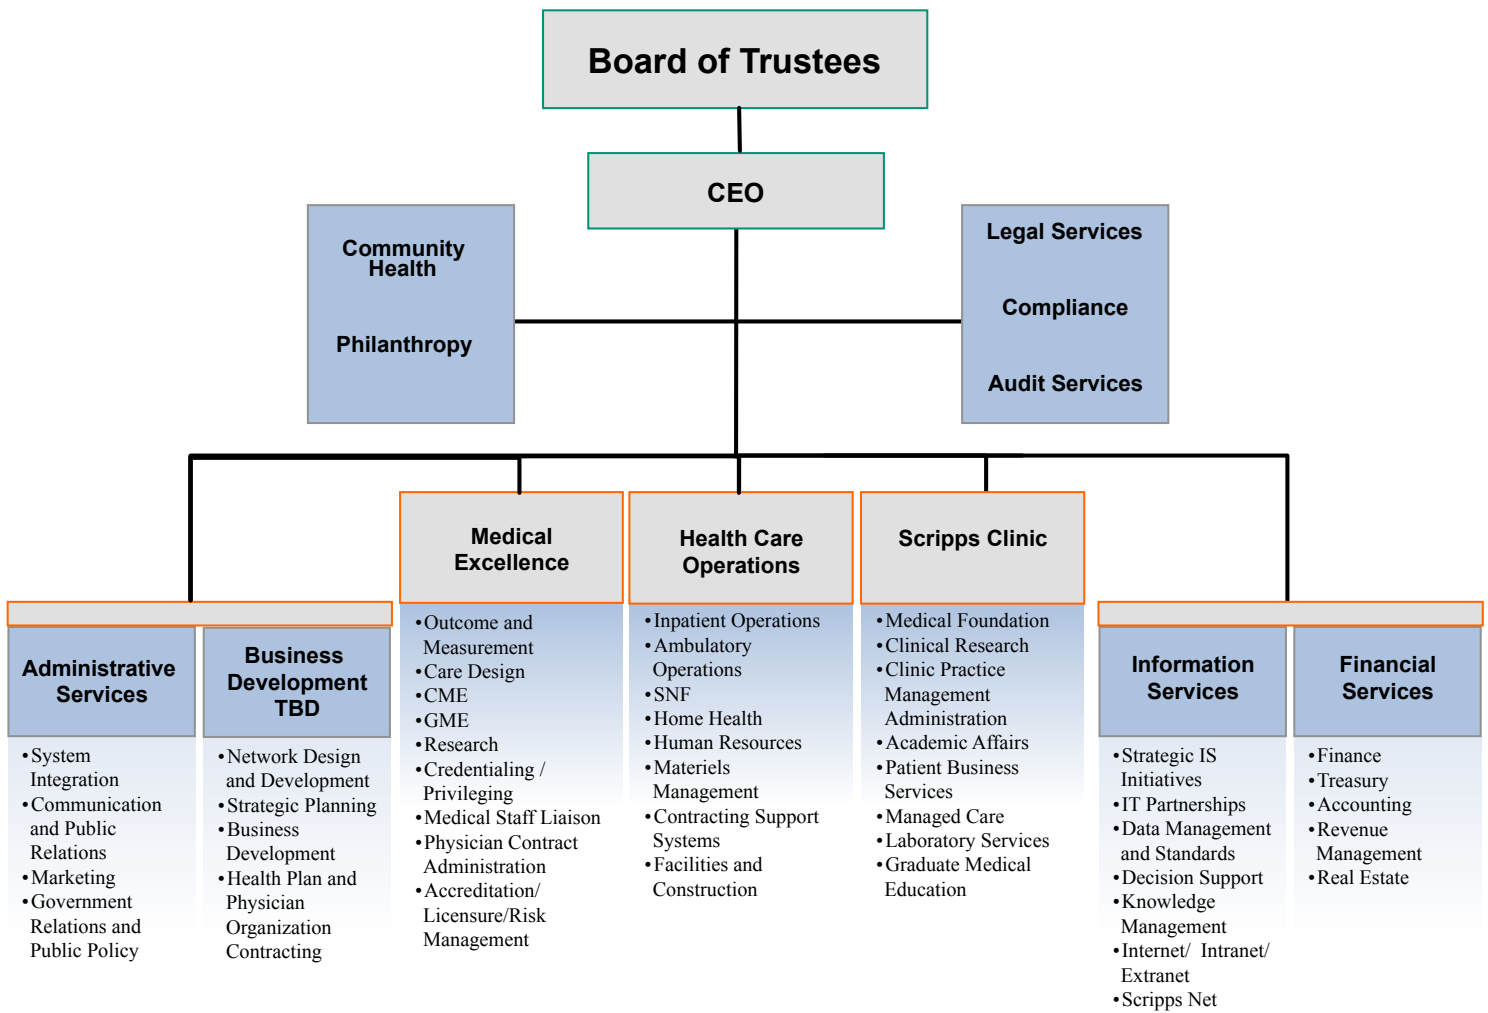 Board of Trustees
CEO
Community
Health
Philanthropy
Legal Services
Compliance
Audit Services
Administrative
Services
•System
Integration
•Communication
and Public
Relations
•Marketing
•Government
Relations and
Public Policy
Business
Development
TBD
•Network Design
and Development
•Strategic Planning
•Business
Development
•Health Plan and
Physician
Organization
Contracting
Medical
Excellence
•Outcome and
Measurement
•Care Design
•CME
•GME
•Research
•Credentialing /
Privileging
•Medical Staff Liaison
•Physician Contract
Administration
•Accreditation/
Licensure/Risk
Management
Health Care
Operations
•Inpatient Operations
•Ambulatory
Operations
•SNF
•Home Health
•Human Resources
•Materiels
Management
•Contracting Support
Systems
•Facilities and
Construction
Scripps Clinic
•Medical Foundation
•Clinical Research
•Clinic Practice
Management
Administration
•Academic Affairs
•Patient Business
Services
•Managed Care
•Laboratory Services
•Graduate Medical
Education
Information
Services
•Strategic IS
Initiatives
•IT Partnerships
•Data Management
and Standards
•Decision Support
•Knowledge
Management
•Internet/ Intranet/
Extranet
•Scripps Net
Financial
Services
•Finance
•Treasury
•Accounting
•Revenue
Management
•Real Estate